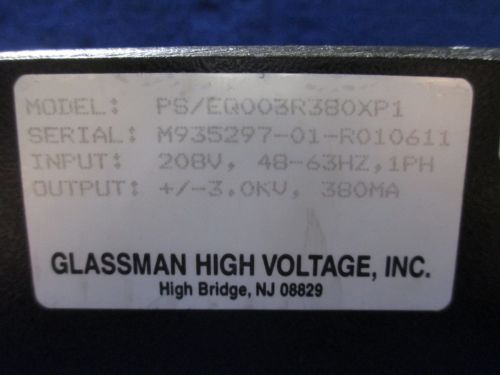 MODEL: PS/EQ003R380XP1
SERIAL: M935297-01-R010611
INPUT: 208V, 48-63HZ,1PH
OUTPUT: +/-3.0KV, 380MA
GLASSMAN HIGH VOLTAGE, INC.
High Bridge, NJ 08829